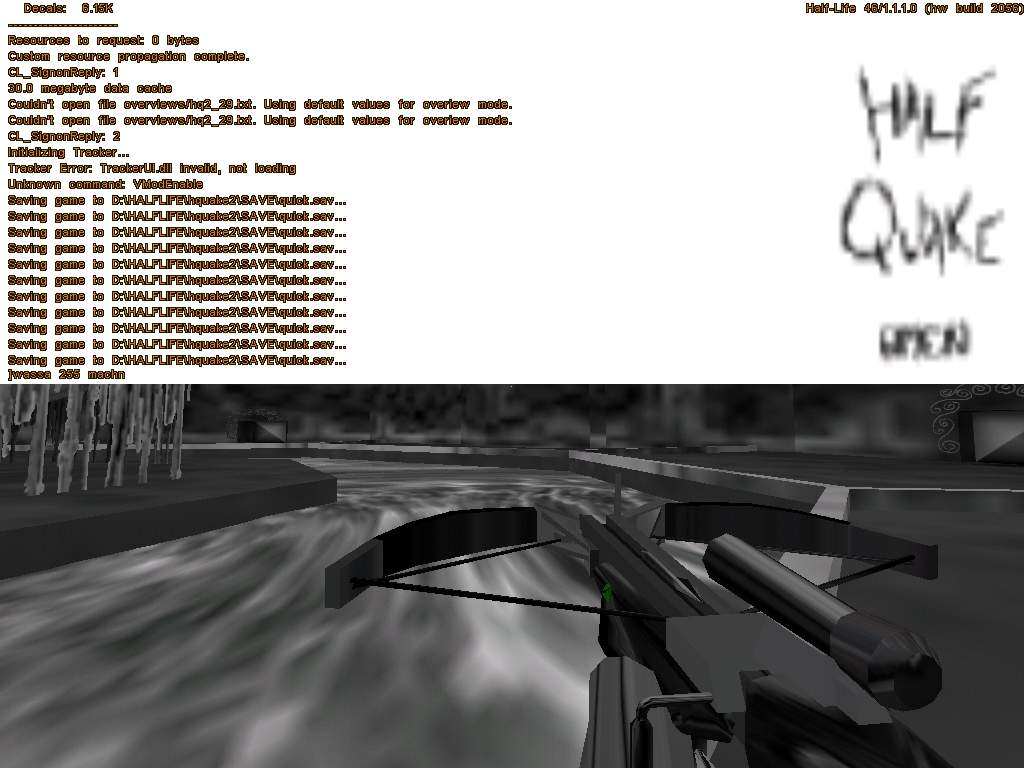 Decals: 6.15K
Half-Life 48/1.1.1.0 (hw build 2056)
--------------------
Resources to request: 0 bytes
Custom resource propagation complete.
CL_SignonReply: 1
30.0 megabyte data cache
Couldn't open file overviews/hq2_29.txt. Using default values for overiew mode.
Couldn't open file overviews/hq2_29.txt. Using default values for overiew mode.
CL_SignonReply: 2
Initializing Tracker...
Tracker Error: TrackerUI.dll invalid, not loading
Unknown command: VModEnable
Saving game to D:\HALFLIFE\hquake2\SAVE\quick.sav...
Saving game to D:\HALFLIFE\hquake2\SAVE\quick.sav...
Saving game to D:\HALFLIFE\hquake2\SAVE\quick.sav...
Saving game to D:\HALFLIFE\hquake2\SAVE\quick.sav...
Saving game to D:\HALFLIFE\hquake2\SAVE\quick.sav...
Saving game to D:\HALFLIFE\hquake2\SAVE\quick.sav...
Saving game to D:\HALFLIFE\hquake2\SAVE\quick.sav...
Saving game to D:\HALFLIFE\hquake2\SAVE\quick.sav...
Saving game to D:\HALFLIFE\hquake2\SAVE\quick.sav...
Saving game to D:\HALFLIFE\hquake2\SAVE\quick.sav...
Saving game to D:\HALFLIFE\hquake2\SAVE\quick.sav...
]wassa 255 machn
HALF
QUAKE
AMEN